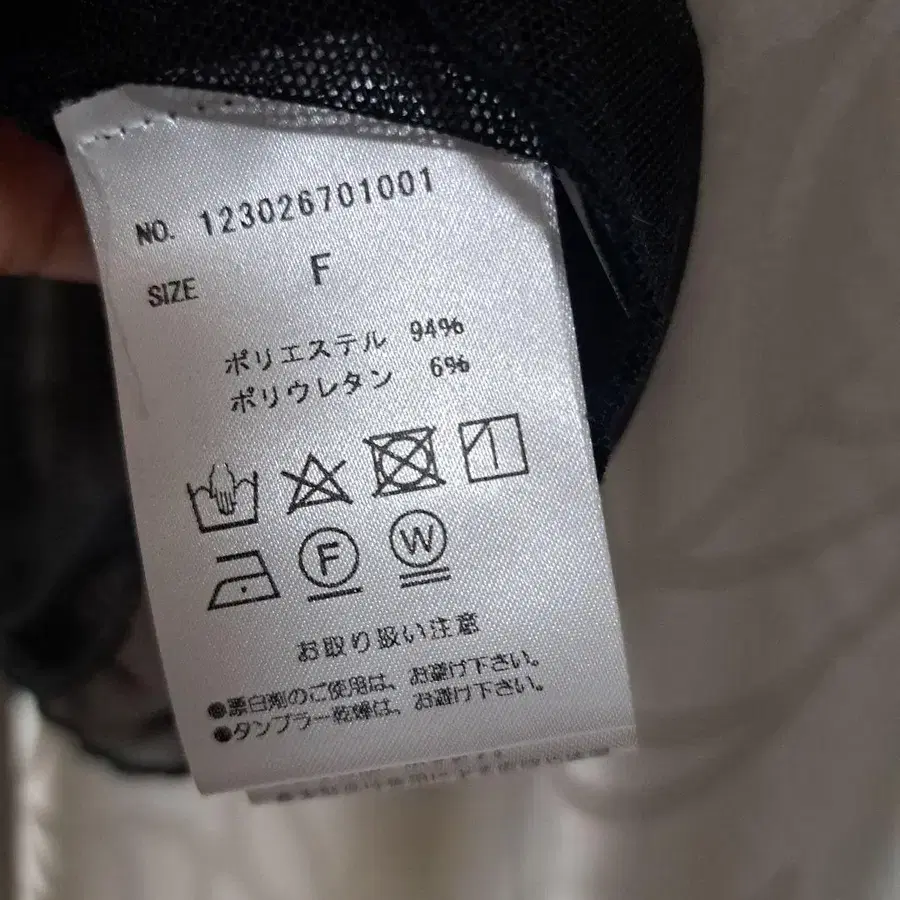 NO. 123026701001
SIZE F
ポリエステル 94%
ポリウレタン 6%
F W
お取り扱い注意
●漂白剤のご使用は、お避け下さい。
●タンブラー乾燥は、お避け下さい。